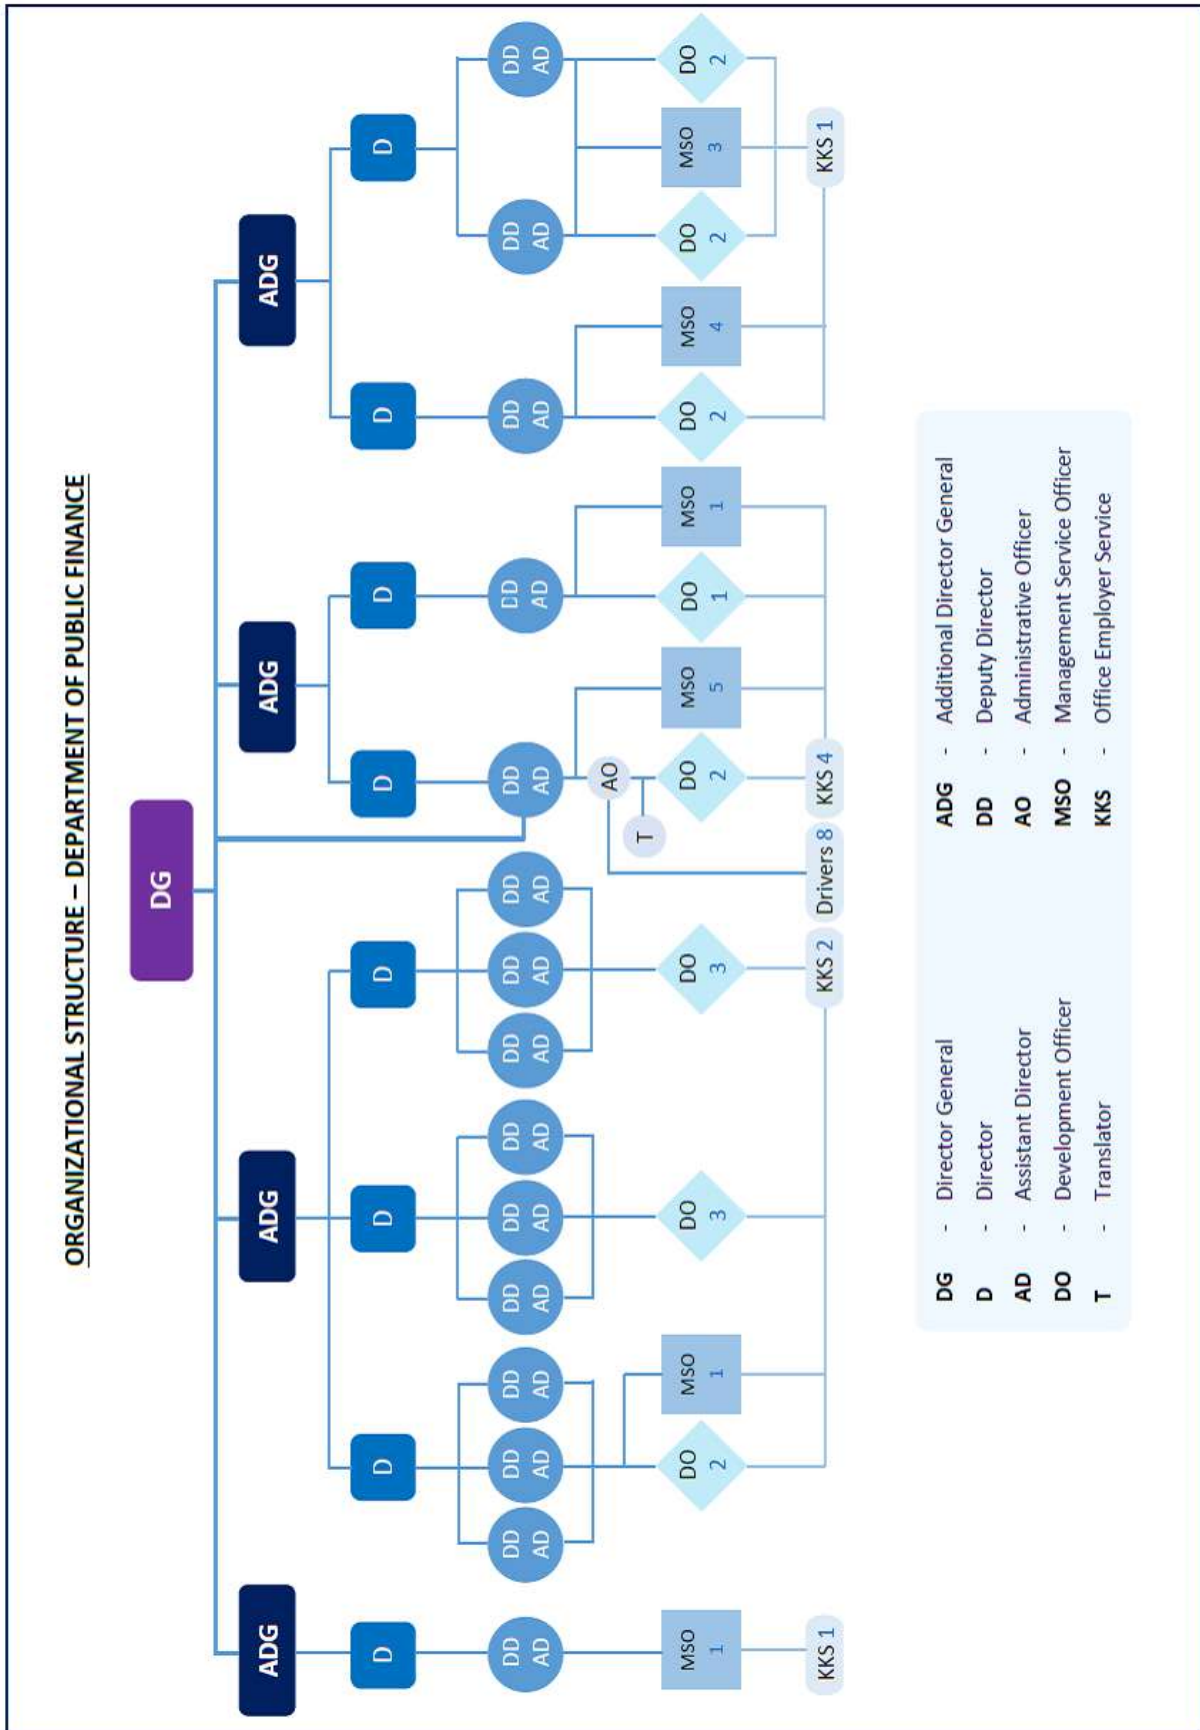 ORGANIZATIONAL STRUCTURE – DEPARTMENT OF PUBLIC FINANCE
DG
ADG
ADG
ADG
ADG
D
D
D
D
D
D
D
D
DD
AD
DD
AD
DD
AD
DD
AD
DD
AD
DD
AD
DD
AD
DD
AD
DD
AD
DD
AD
DD
AD
DD
AD
DD
AD
DD
AD
DD
AD
AO
T
MSO
1
DO
2
MSO
1
DO
3
DO
3
DO
2
MSO
5
DO
1
MSO
1
DO
2
MSO
4
DO
2
MSO
3
DO
2
KKS 1
KKS 2
Drivers 8
KKS 4
KKS 1
DG - Director General
ADG - Additional Director General
D - Director
DD - Deputy Director
AD - Assistant Director
AO - Administrative Officer
DO - Development Officer
MSO - Management Service Officer
T - Translator
KKS - Office Employer Service